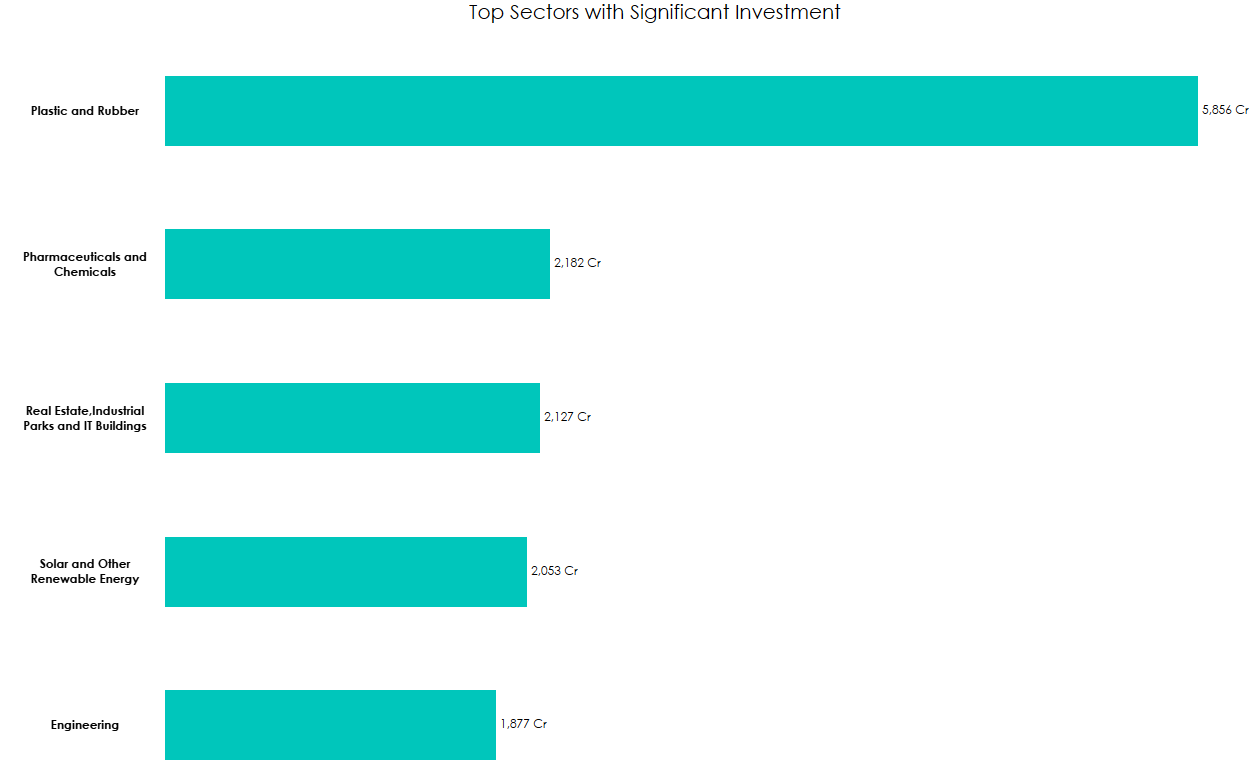 Top Sectors with Significant Investment
Plastic and Rubber
5,856 Cr
Pharmaceuticals and
Chemicals
2,182 Cr
Real Estate,Industrial
Parks and IT Buildings
2,127 Cr
Solar and Other
Renewable Energy
2,053 Cr
Engineering
1,877 Cr